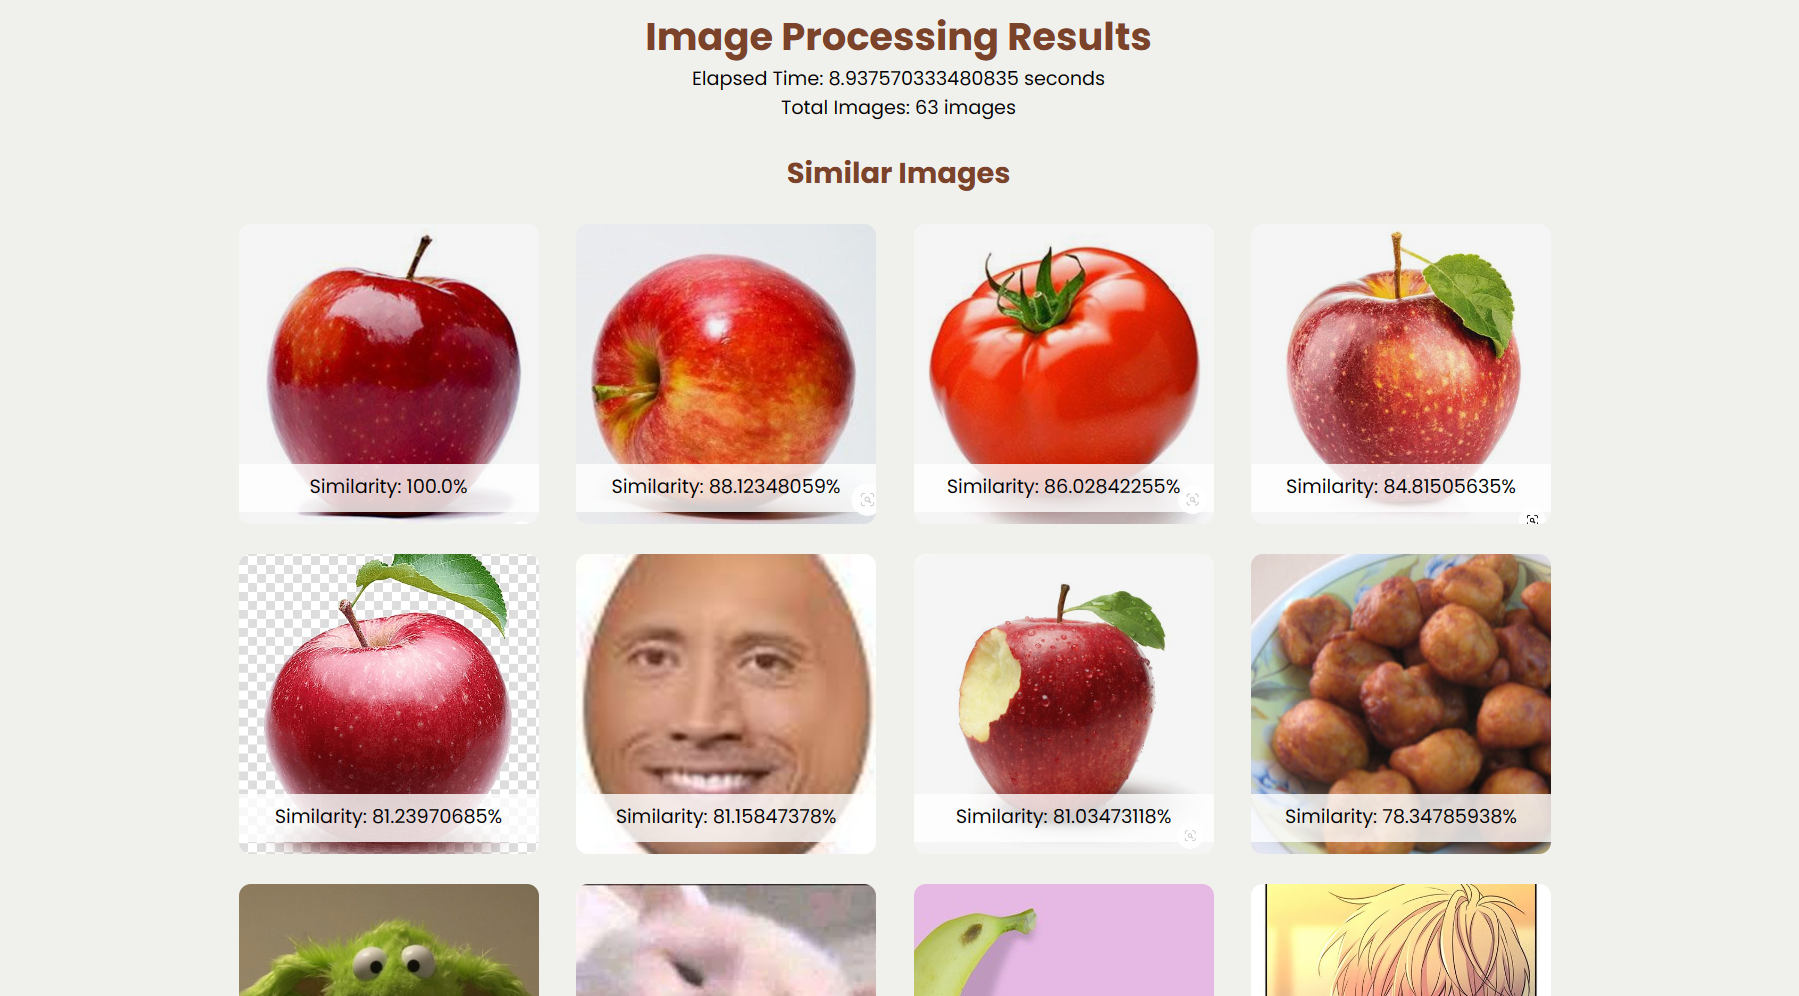 Image Processing Results
Elapsed Time: 8.937570333480835 seconds
Total Images: 63 images
Similar Images
Similarity: 100.0%
Similarity: 88.12348059%
Similarity: 86.02842255%
Similarity: 84.81505635%
Similarity: 81.23970685%
Similarity: 81.15847378%
Similarity: 81.03473118%
Similarity: 78.34785938%